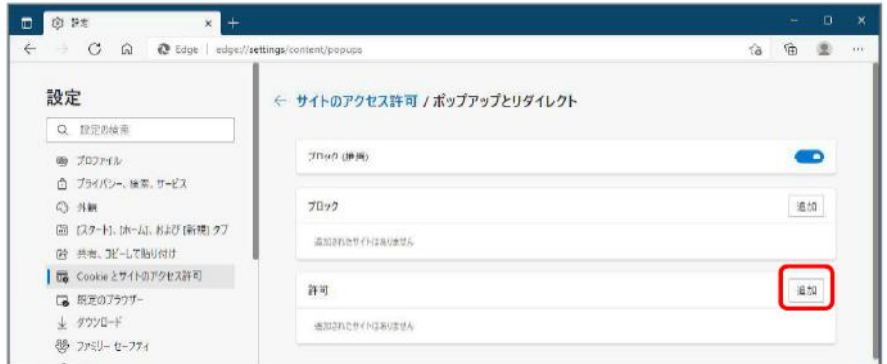 設定
Edge | edge://settings/content/popups
設定
設定の検索
プロファイル
プライバシー、検索、サービス
外観
[スタート]、[ホーム]、および [新規] タブ
共有、コピーして貼り付け
Cookie とサイトのアクセス許可
既定のブラウザー
ダウンロード
ファミリー セーフティ
サイトのアクセス許可 / ポップアップとリダイレクト
ブロック (推奨)
ブロック
追加
追加されたサイトはありません
許可
追加
追加されたサイトはありません